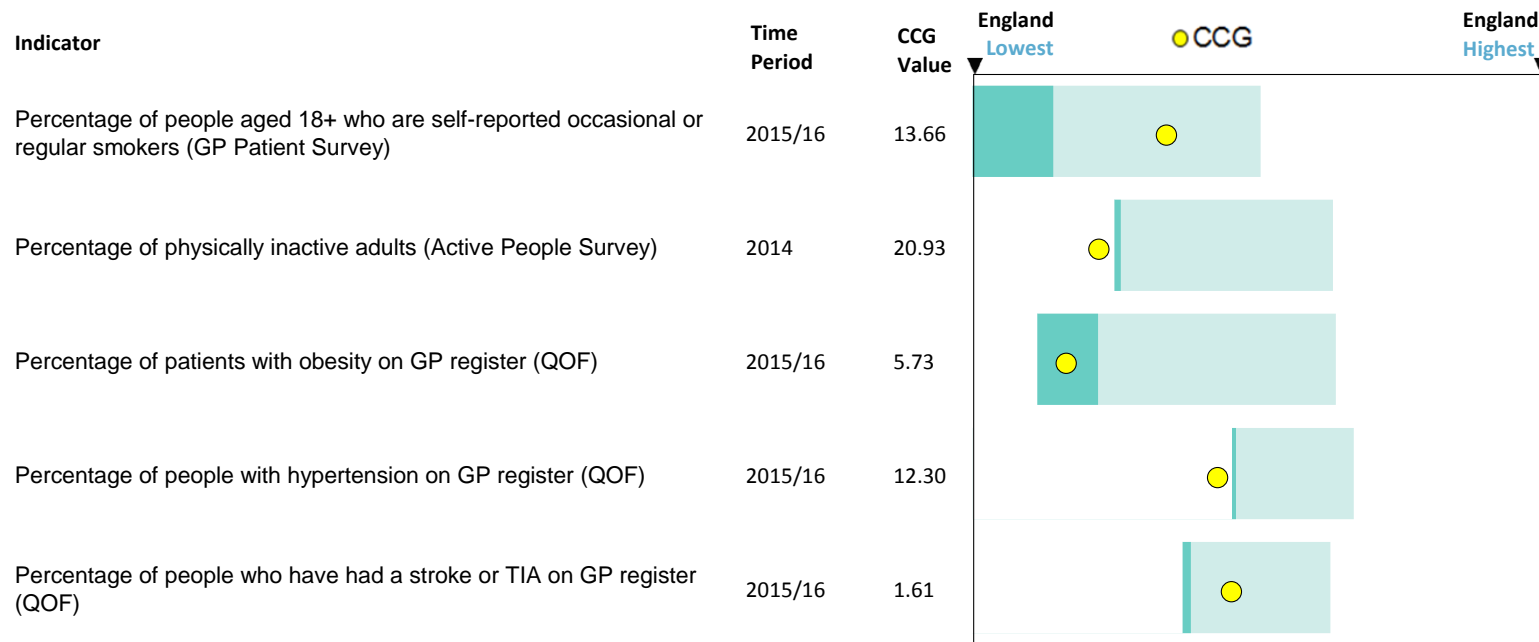 Indicator
Time
Period
CCG
Value
England
Lowest
CCG
England
Highest
Percentage of people aged 18+ who are self-reported occasional or
regular smokers (GP Patient Survey)
2015/16
13.66
Percentage of physically inactive adults (Active People Survey)
2014
20.93
Percentage of patients with obesity on GP register (QOF)
2015/16
5.73
Percentage of people with hypertension on GP register (QOF)
2015/16
12.30
Percentage of people who have had a stroke or TIA on GP register
(QOF)
2015/16
1.61